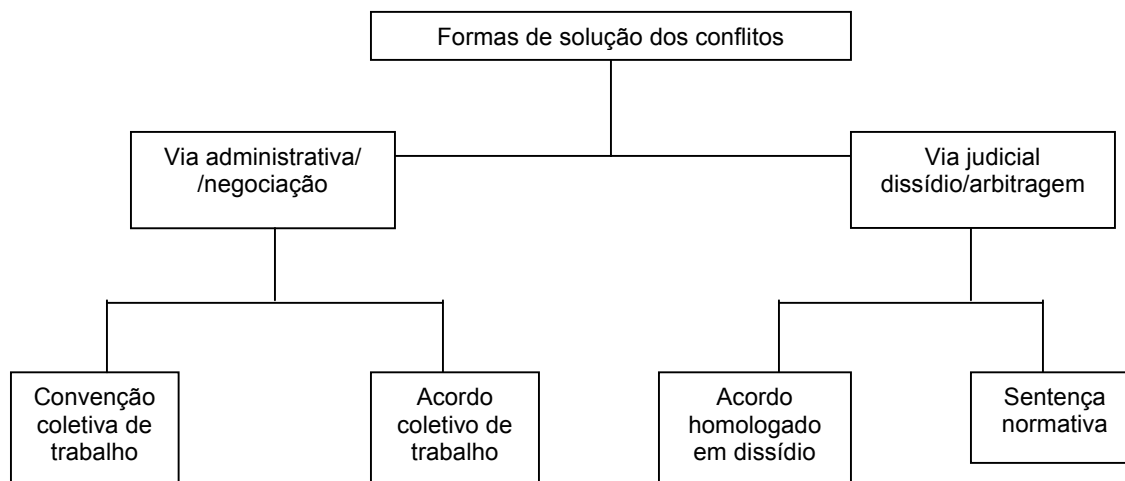 Formas de solução dos conflitos
Via administrativa/
/negociação
Via judicial
dissídio/arbitragem
Convenção
coletiva de
trabalho
Acordo
coletivo de
trabalho
Acordo
homologado
em dissídio
Sentença
normativa